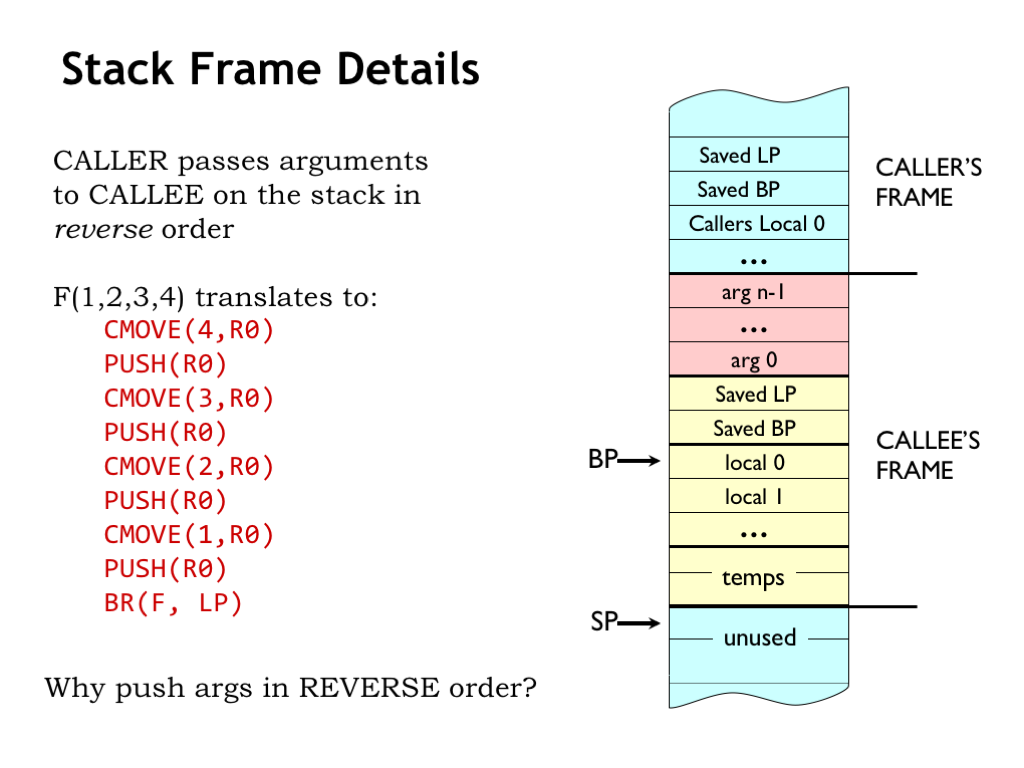 Stack Frame Details
CALLER passes arguments
to CALLEE on the stack in
reverse order
F(1,2,3,4) translates to:
CMOVE(4,R0)
PUSH(R0)
CMOVE(3,R0)
PUSH(R0)
CMOVE(2,R0)
PUSH(R0)
CMOVE(1,R0)
PUSH(R0)
BR(F, LP)
Why push args in REVERSE order?
Saved LP
Saved BP
Callers Local 0
...
arg n-1
...
arg 0
Saved LP
Saved BP
local 0
local 1
...
temps
unused
BP
SP
CALLER'S
FRAME
CALLEE'S
FRAME